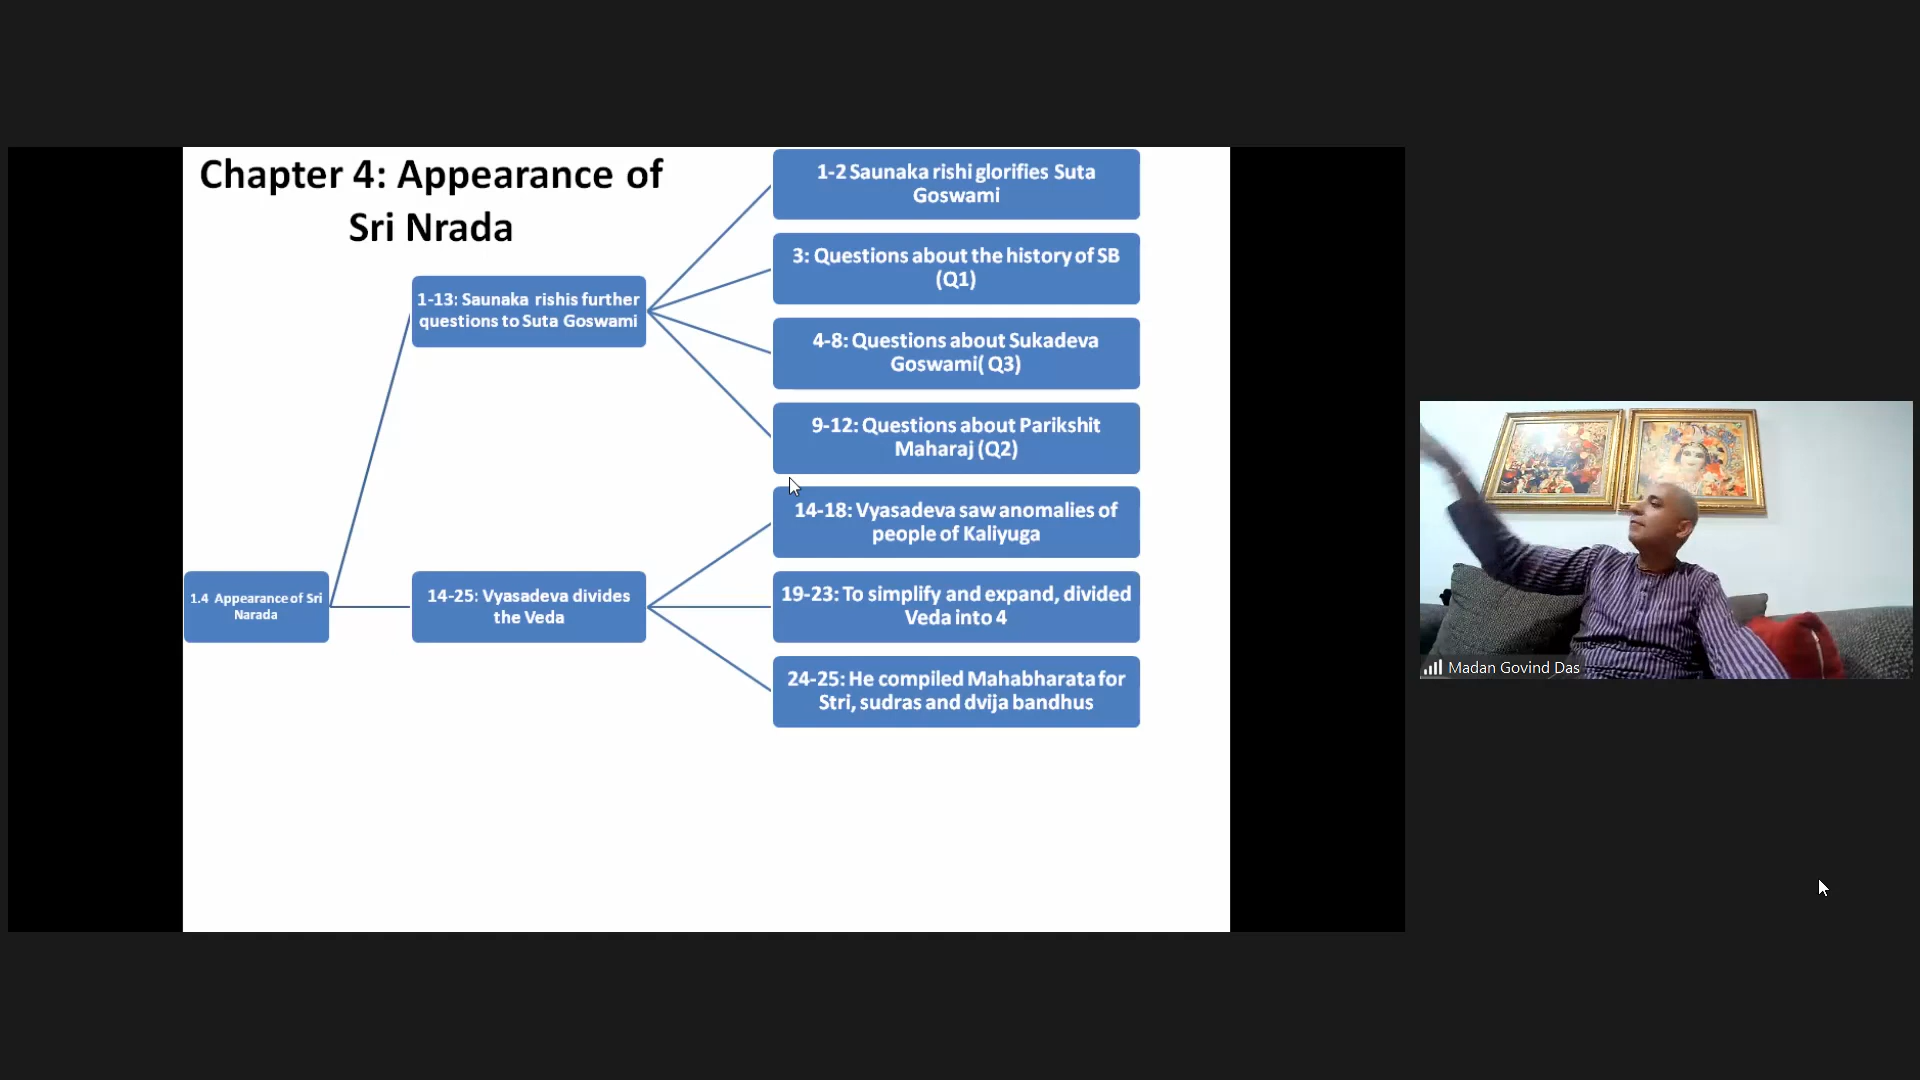 Chapter 4: Appearance of
Sri Nrada
1.4 Appearance of Sri
Narada
1-13: Saunaka rishis further
questions to Suta Goswami
1-2 Saunaka rishi glorifies Suta
Goswami
3: Questions about the history of SB
(Q1)
4-8: Questions about Sukadeva
Goswami( Q3)
9-12: Questions about Parikshit
Maharaj (Q2)
14-25: Vyasadeva divides
the Veda
14-18: Vyasadeva saw anomalies of
people of Kaliyuga
19-23: To simplify and expand, divided
Veda into 4
24-25: He compiled Mahabharata for
Stri, sudras and dvija bandhus
Madan Govind Das